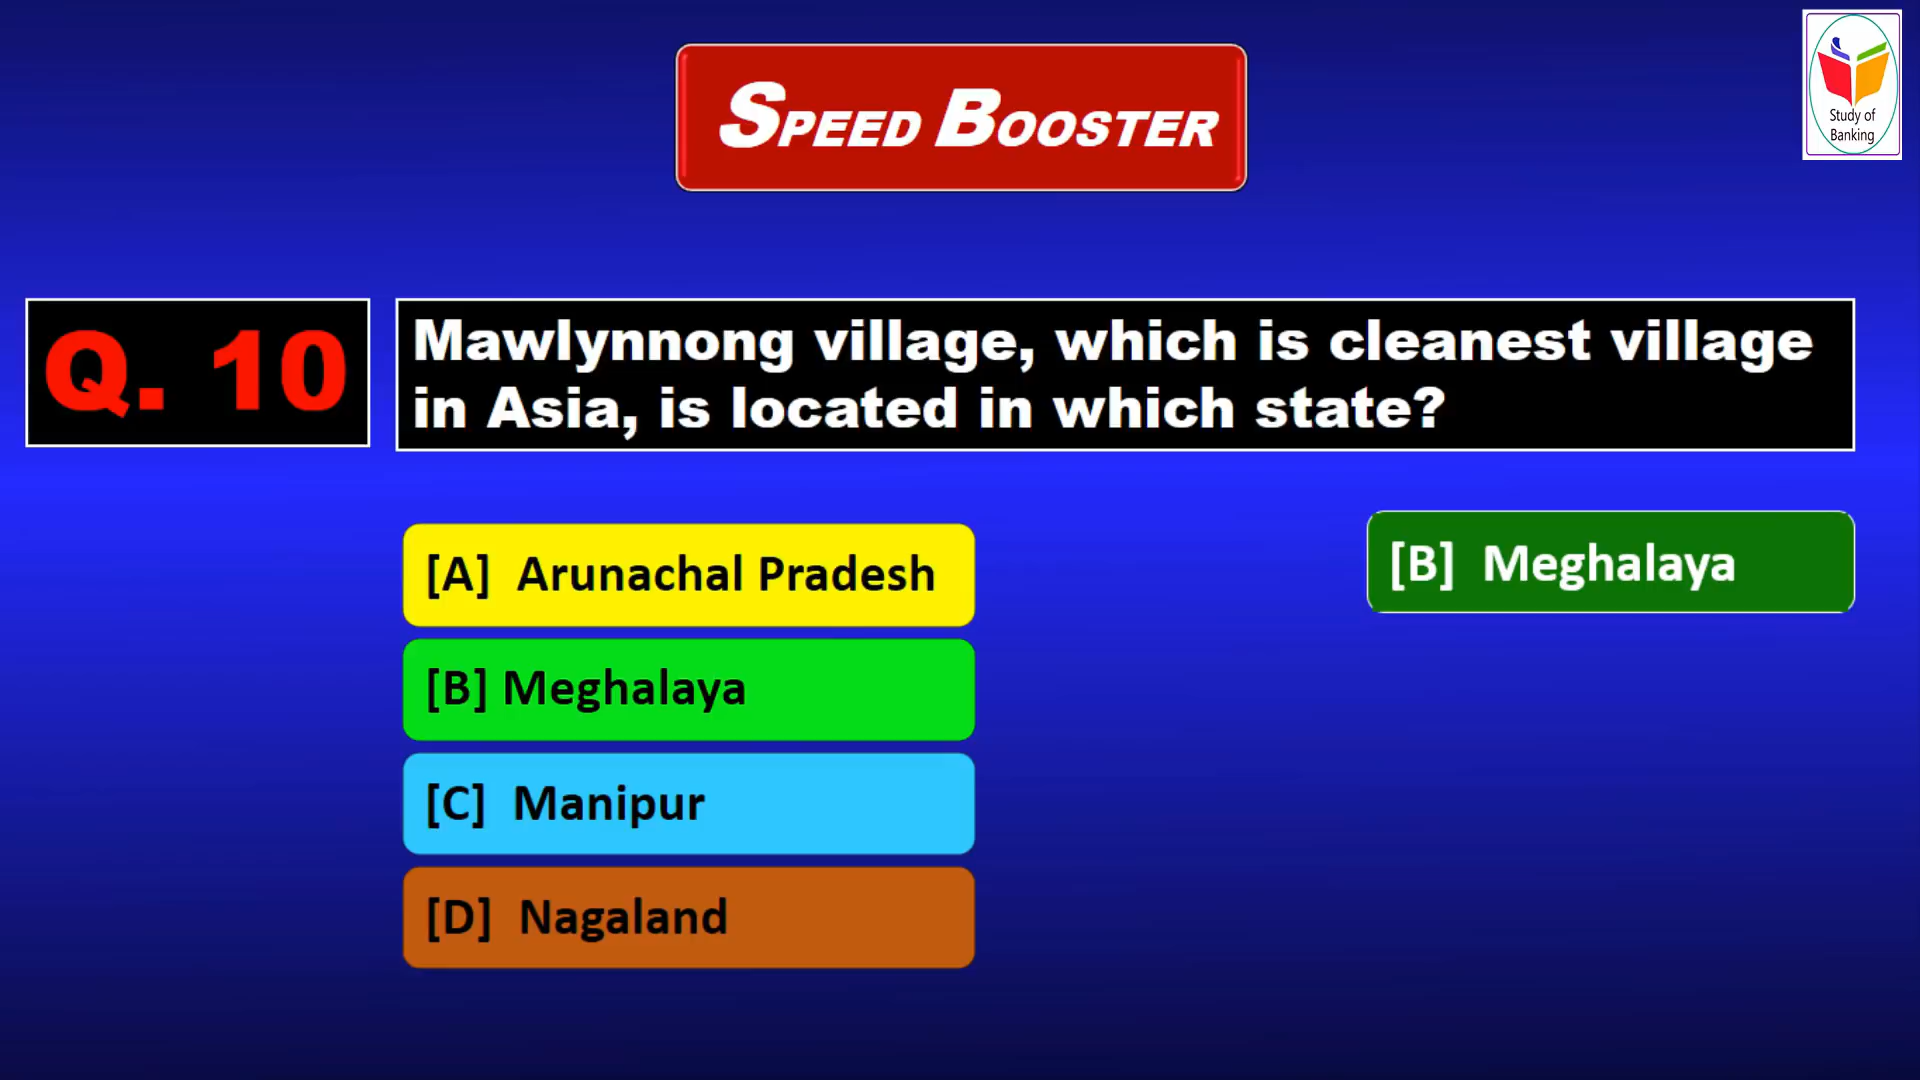 SPEED BOOSTER
Study of
Banking
Q. 10
Mawlynnong village, which is cleanest village
in Asia, is located in which state?
[A] Arunachal Pradesh
[B] Meghalaya
[C] Manipur
[D] Nagaland
[B] Meghalaya